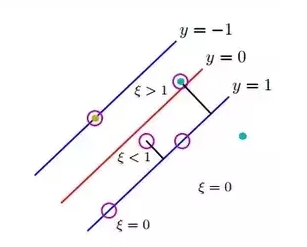 y = −1
y = 0
y = 1
ξ > 1
ξ < 1
ξ = 0
ξ = 0